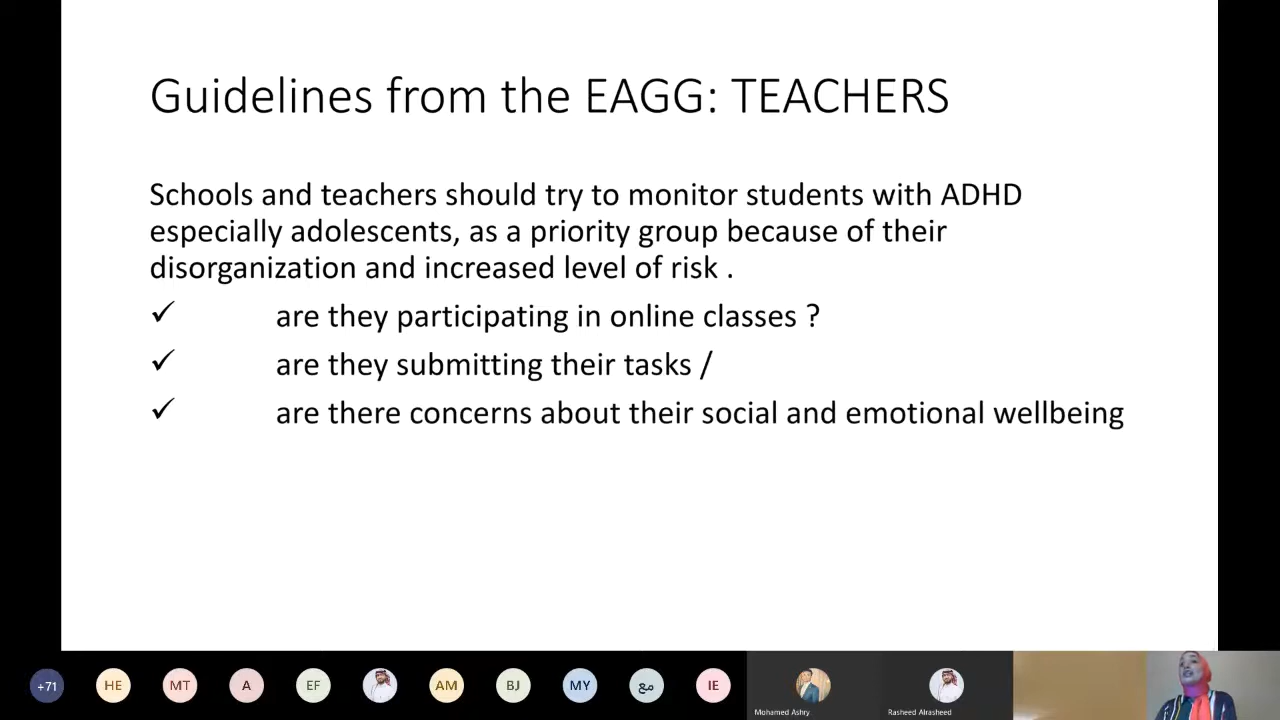 Guidelines from the EAGG: TEACHERS
Schools and teachers should try to monitor students with ADHD
especially adolescents, as a priority group because of their
disorganization and increased level of risk .
✓ are they participating in online classes ?
✓ are they submitting their tasks /
✓ are there concerns about their social and emotional wellbeing
+71 HE MT A EF AM BJ MY مع IE
Mohamed Ashry Rasheed Alrasheed